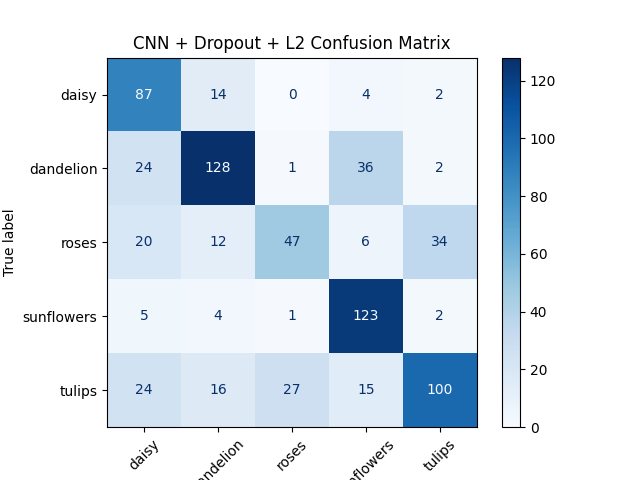 CNN + Dropout + L2 Confusion Matrix
True label
daisy 87 14 0 4 2
dandelion 24 128 1 36 2
roses 20 12 47 6 34
sunflowers 5 4 1 123 2
tulips 24 16 27 15 100
daisy ndelion roses flowers tulips
120
100
80
60
40
20
0